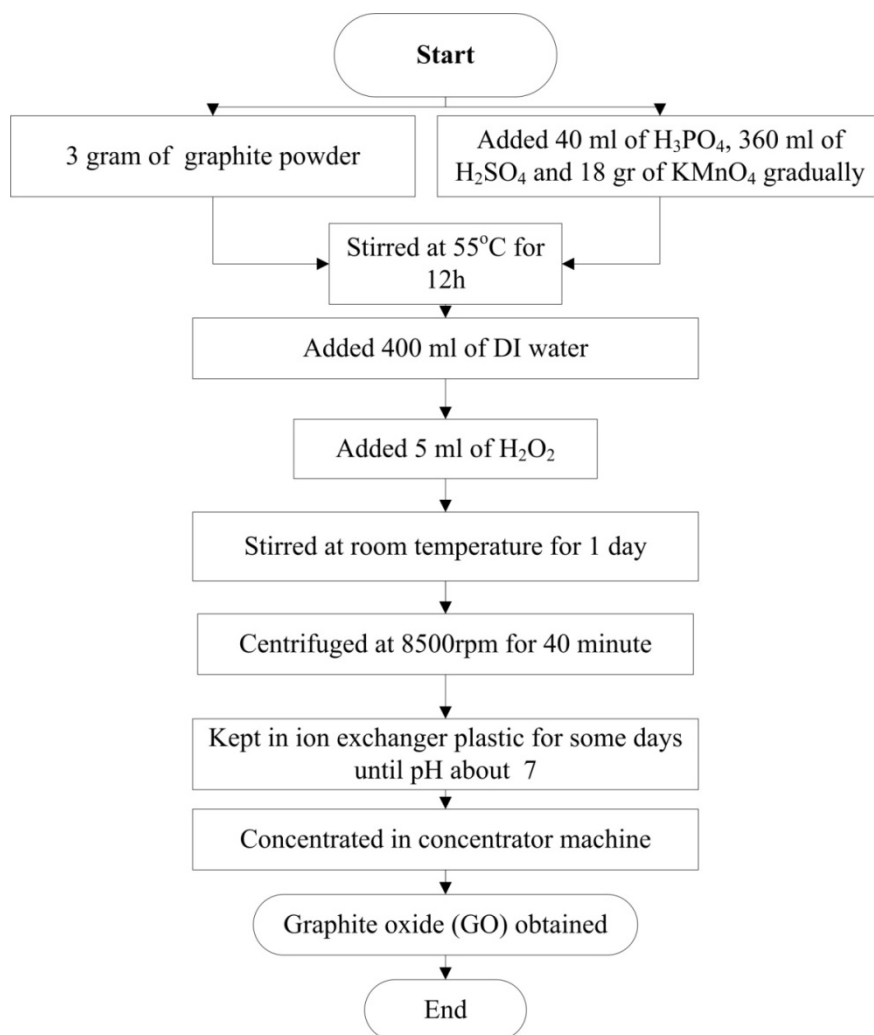 Start
3 gram of graphite powder
Added 40 ml of H₃PO₄, 360 ml of
H₂SO₄ and 18 gr of KMnO₄ gradually
Stirred at 55°C for
12h
Added 400 ml of DI water
Added 5 ml of H₂O₂
Stirred at room temperature for 1 day
Centrifuged at 8500rpm for 40 minute
Kept in ion exchanger plastic for some days
until pH about 7
Concentrated in concentrator machine
Graphite oxide (GO) obtained
End